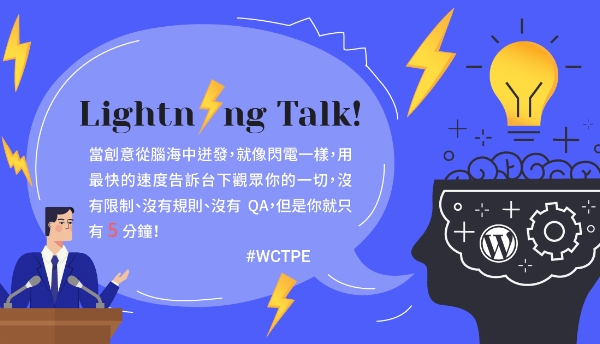 Lightning Talk!
當創意從腦海中迸發，就像閃電一樣，用
最快的速度告訴台下觀眾你的一切，沒
有限制、沒有規則、沒有 QA，但是你就只
有 5 分鐘！
#WCTPE